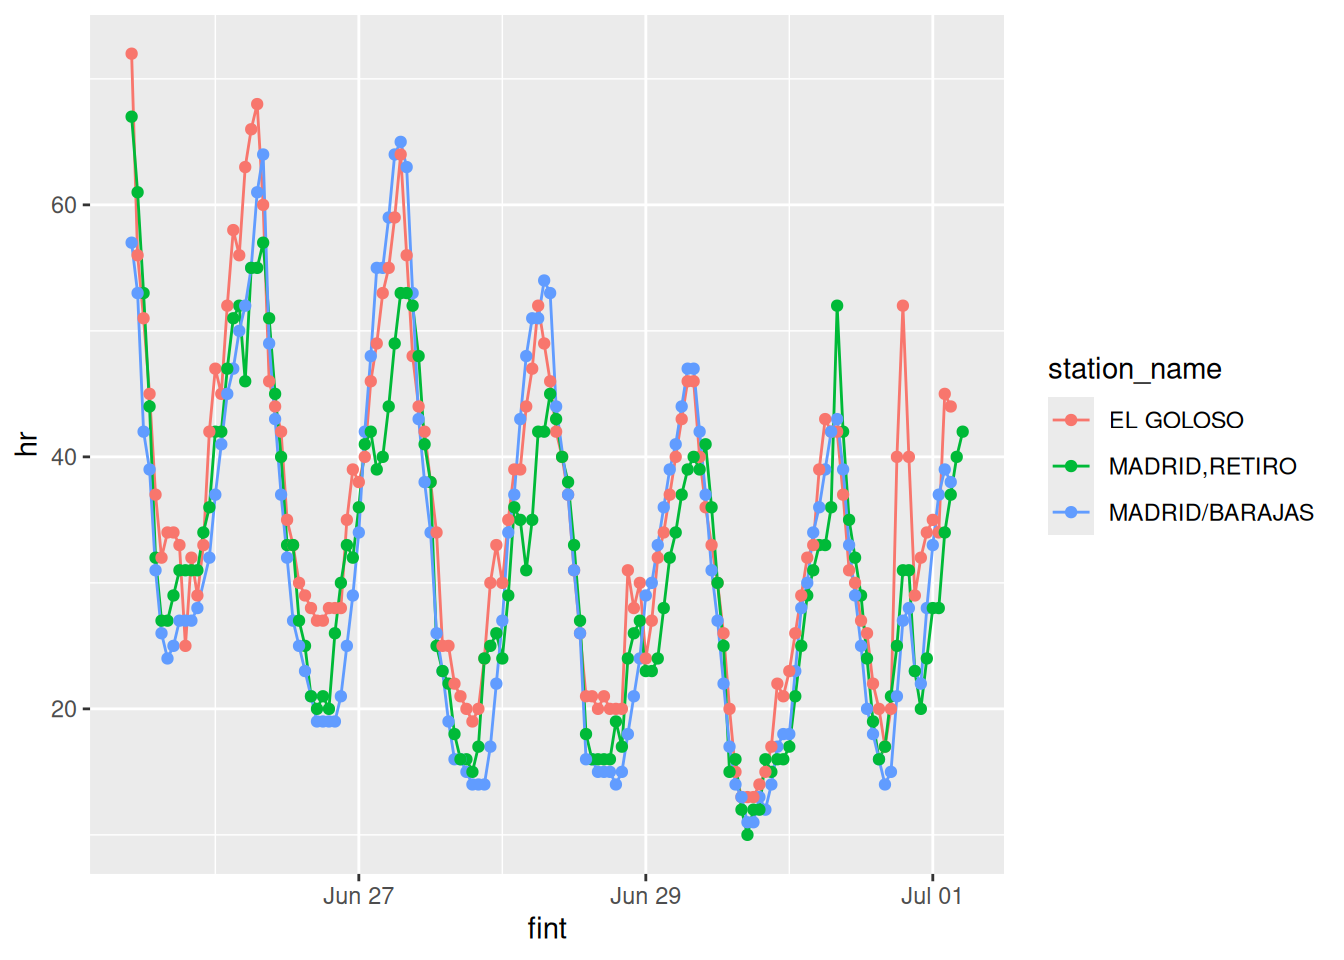 hr
60
40
20
Jun 27
Jun 29
Jul 01
fint
station_name
EL GOLOSO
MADRID,RETIRO
MADRID/BARAJAS